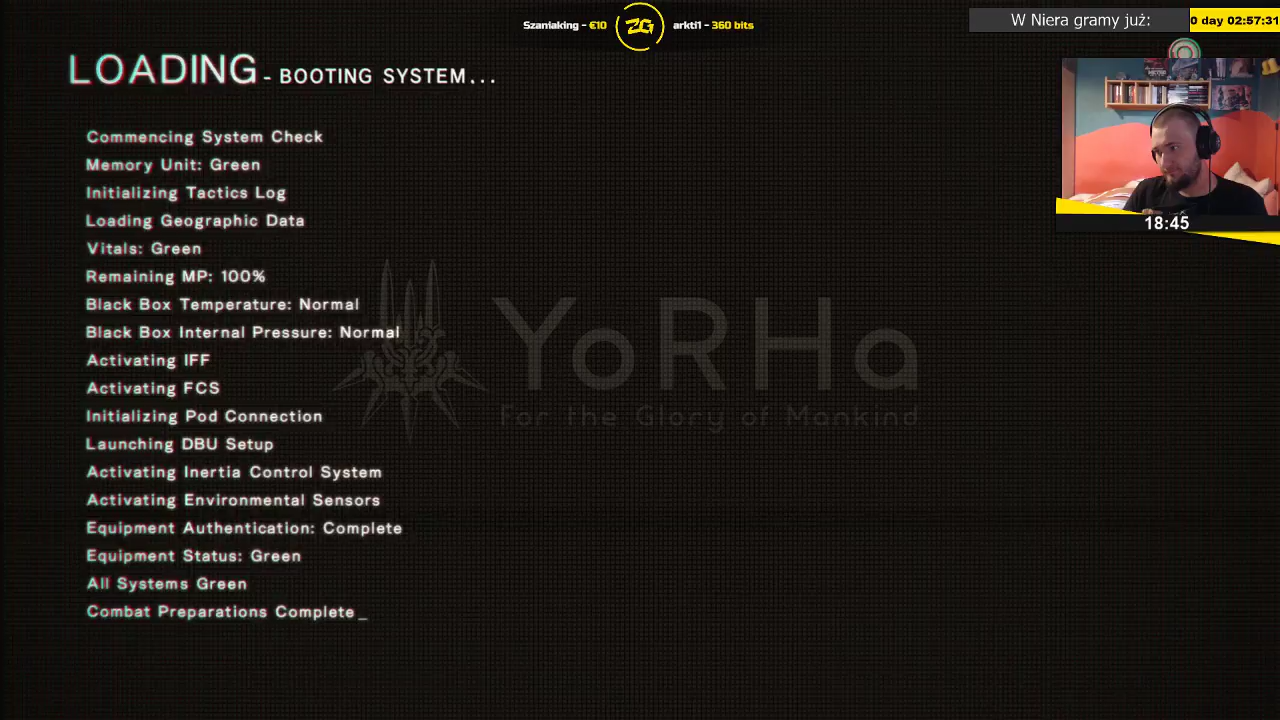 Szaniaking - €10
ZG
arkti1 - 360 bits
W Niera gramy już:
0 day 02:57:31
LOADING - BOOTING SYSTEM...
Commencing System Check
Memory Unit: Green
Initializing Tactics Log
Loading Geographic Data
Vitals: Green
Remaining MP: 100%
Black Box Temperature: Normal
Black Box Internal Pressure: Normal
Activating IFF
Activating FCS
Initializing Pod Connection
Launching DBU Setup
Activating Inertia Control System
Activating Environmental Sensors
Equipment Authentication: Complete
Equipment Status: Green
All Systems Green
Combat Preparations Complete _
YoRHa
For the Glory of Mankind
18:45